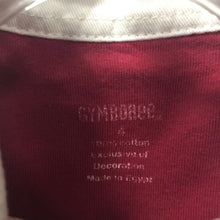 GYMBOREE
4
100% cotton
Exclusive of
Decoration
Made in Egypt